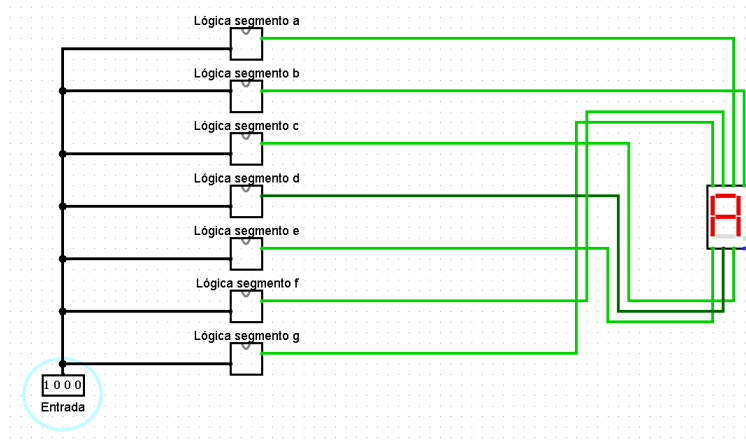 Lógica segmento a
Lógica segmento b
Lógica segmento c
Lógica segmento d
Lógica segmento e
Lógica segmento f
Lógica segmento g
A
1 0 0 0
Entrada